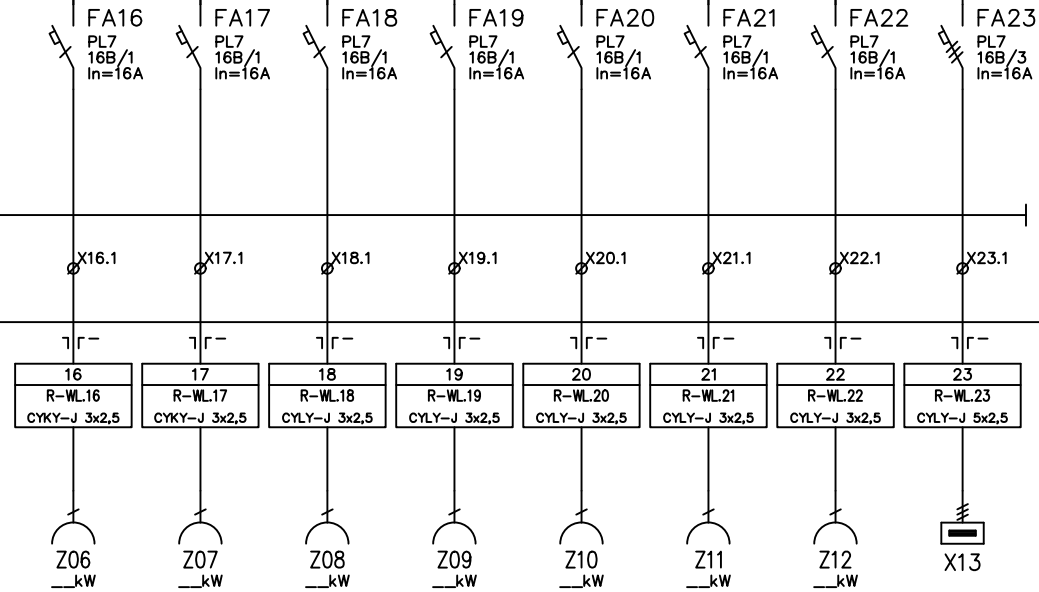 FA16 FA17 FA18 FA19 FA20 FA21 FA22 FA23
PL7 PL7 PL7 PL7 PL7 PL7 PL7 PL7
16B/1 16B/1 16B/1 16B/1 16B/1 16B/1 16B/1 16B/3
In=16A In=16A In=16A In=16A In=16A In=16A In=16A In=16A
X16.1 X17.1 X18.1 X19.1 X20.1 X21.1 X22.1 X23.1
16 17 18 19 20 21 22 23
R-WL.16 R-WL.17 R-WL.18 R-WL.19 R-WL.20 R-WL.21 R-WL.22 R-WL.23
CYKY-J 3x2,5 CYKY-J 3x2,5 CYLY-J 3x2,5 CYLY-J 3x2,5 CYLY-J 3x2,5 CYLY-J 3x2,5 CYLY-J 3x2,5 CYLY-J 5x2,5
Z06 Z07 Z08 Z09 Z10 Z11 Z12 X13
__kW __kW __kW __kW __kW __kW __kW